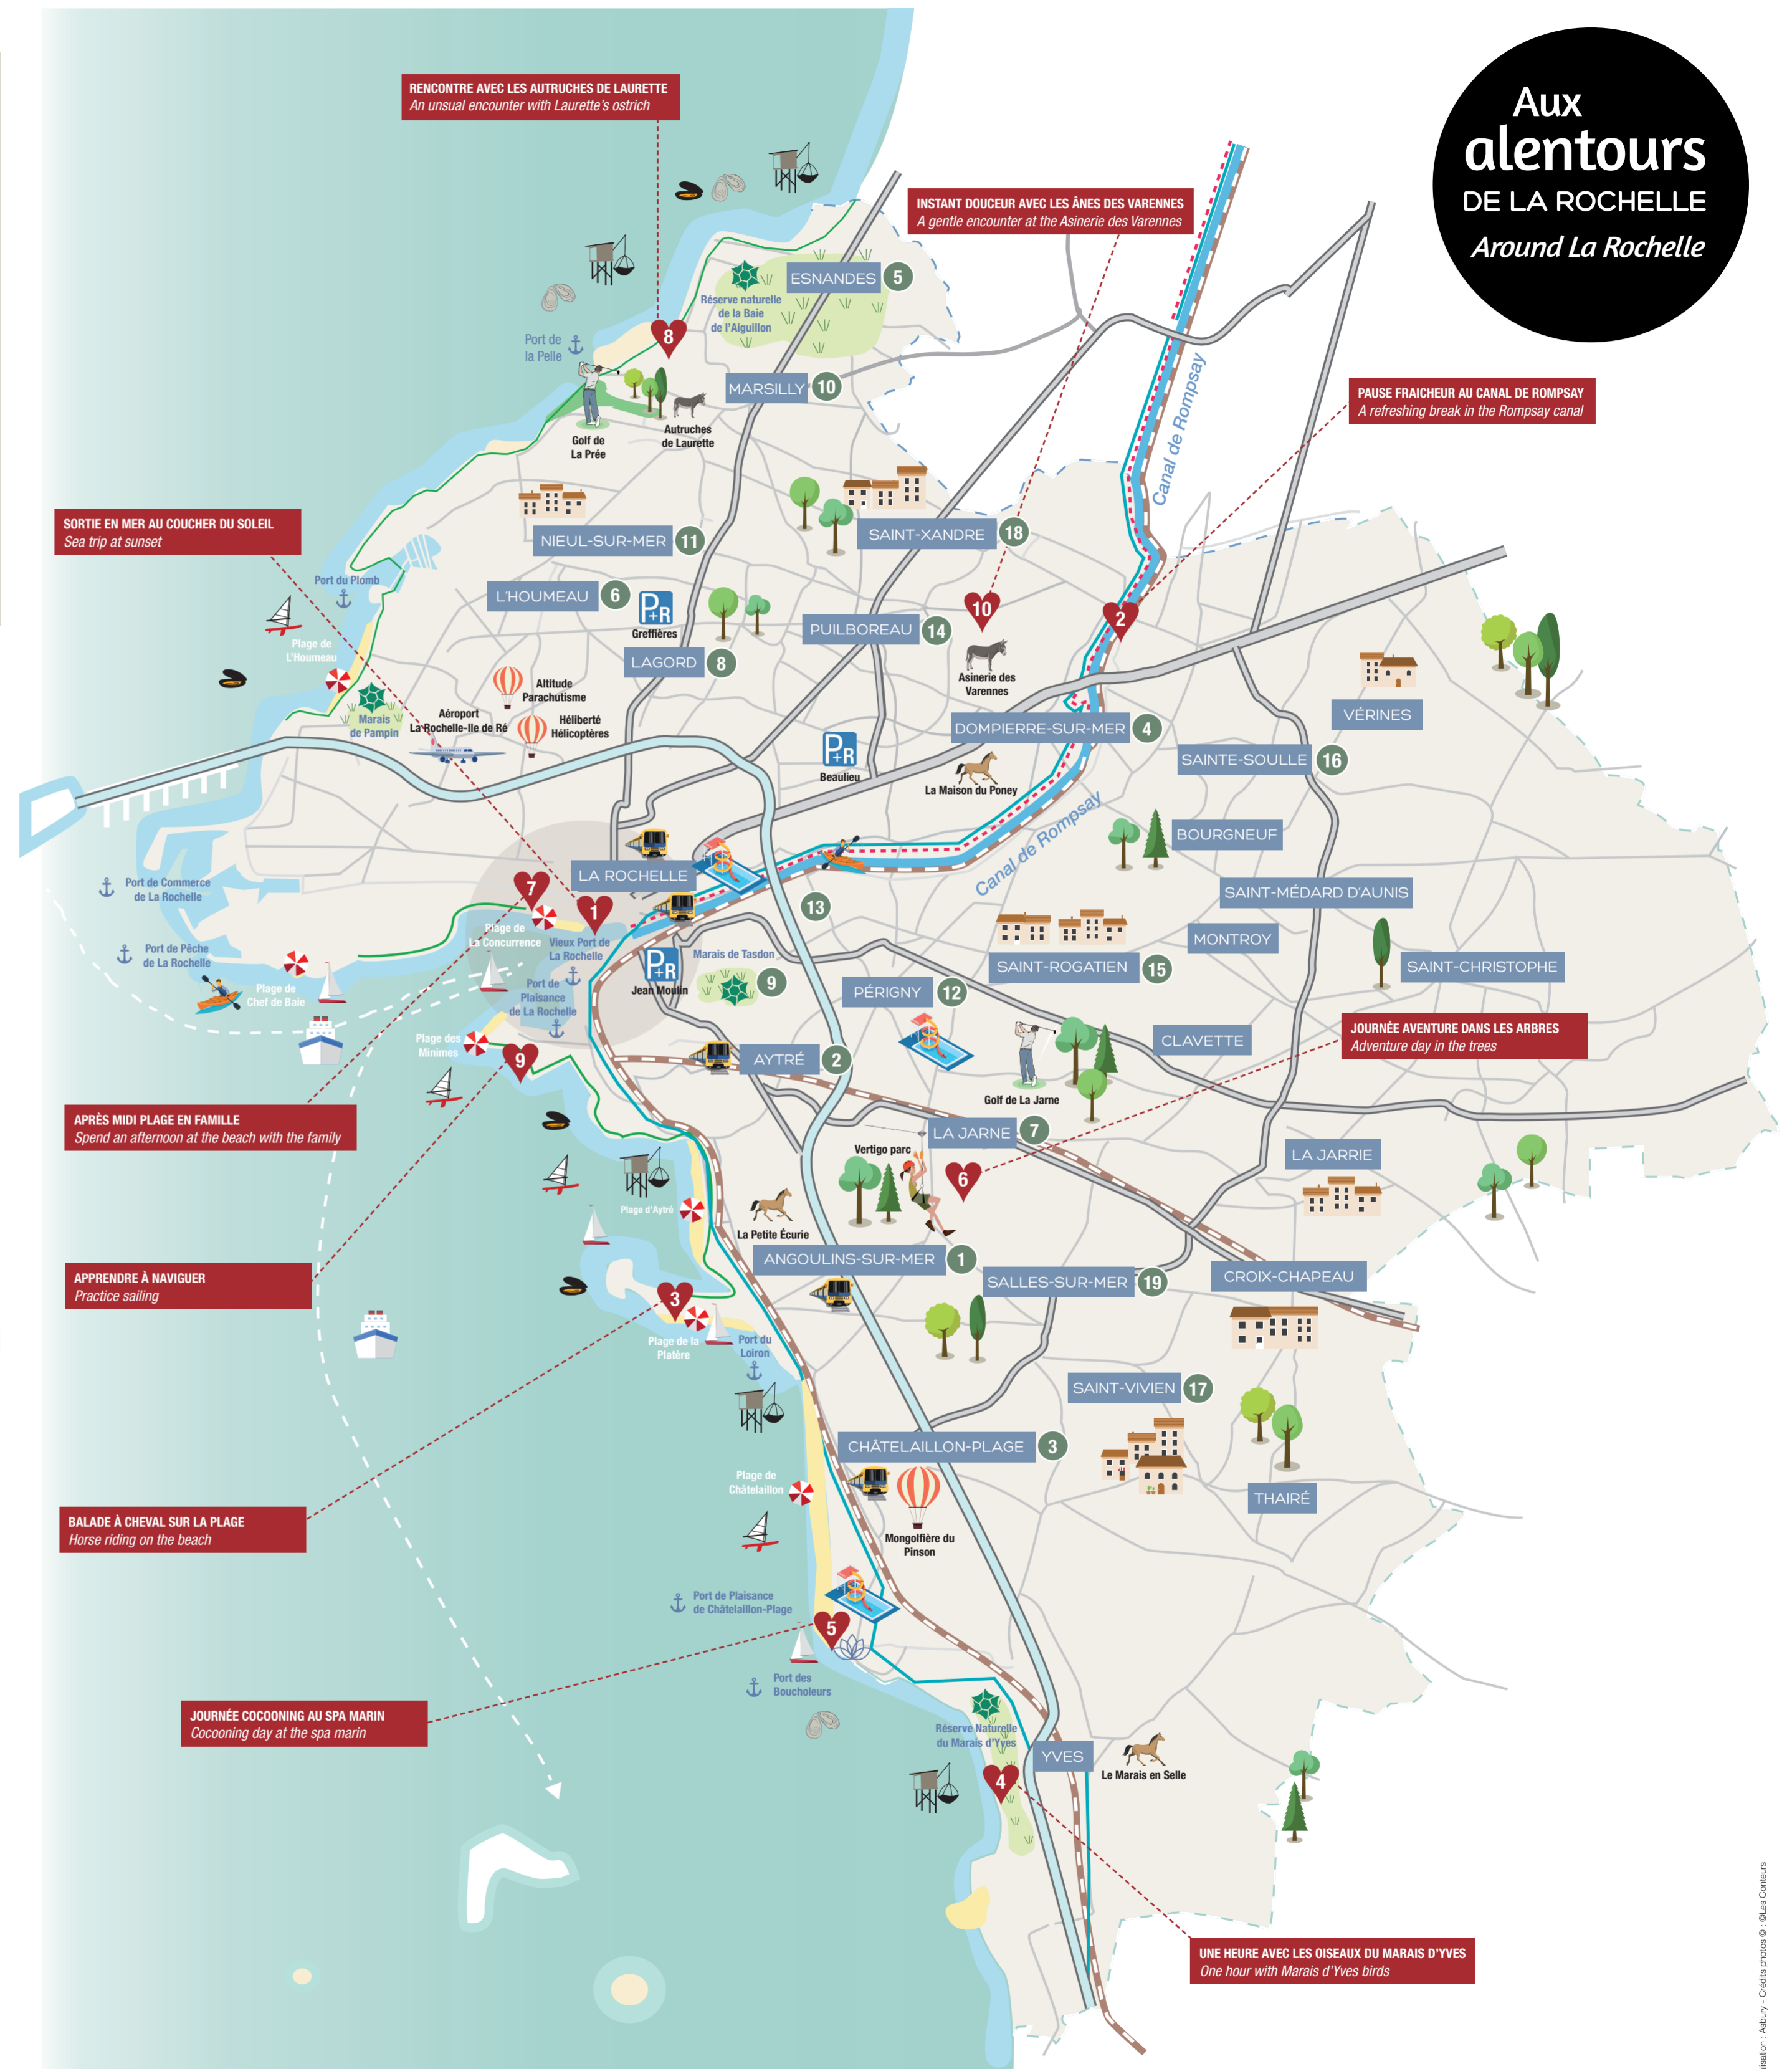 Aux
alentours
DE LA ROCHELLE
Around La Rochelle
RENCONTRE AVEC LES AUTRUCHES DE LAURETTE
An unsual encounter with Laurette's ostrich
INSTANT DOUCEUR AVEC LES ÂNES DES VARENNES
A gentle encounter at the Asinerie des Varennes
ESNANDES 5
Réserve naturelle
de la Baie
de l'Aiguillon
Port de
la Pelle
8
MARSILLY 10
PAUSE FRAICHEUR AU CANAL DE ROMPSAY
A refreshing break in the Rompsay canal
Canal de Rompsay
Golf de
La Prée
Autruches
de Laurette
SORTIE EN MER AU COUCHER DU SOLEIL
Sea trip at sunset
NIEUL-SUR-MER 11
SAINT-XANDRE 18
Port du Plomb
L'HOUMEAU 6
P+R
Greffières
10
2
PUILBOREAU 14
Plage de
L'Houmeau
LAGORD 8
Asinerie des
Varennes
Altitude
Parachutisme
Marais
de Pampin
Aéroport
La Rochelle-Ile de Ré
Héliberté
Hélicoptères
VÉRINES
DOMPIERRE-SUR-MER 4
P+R
Beaulieu
SAINTE-SOULLE 16
La Maison du Poney
Canal de Rompsay
BOURGNEUF
LA ROCHELLE
Port de Commerce
de La Rochelle
7
1
13
SAINT-MÉDARD D'AUNIS
Plage de
La Concurrence
Vieux Port de
La Rochelle
MONTROY
Port de Pêche
de La Rochelle
Marais de Tasdon
9
P+R
Jean Moulin
SAINT-ROGATIEN 15
SAINT-CHRISTOPHE
Plage de
Chef de Baie
Port de
Plaisance
de La Rochelle
PÉRIGNY 12
Plage des
Minimes
9
AYTRÉ 2
CLAVETTE
JOURNÉE AVENTURE DANS LES ARBRES
Adventure day in the trees
Golf de La Jarne
APRÈS MIDI PLAGE EN FAMILLE
Spend an afternoon at the beach with the family
LA JARNE 7
Vertigo parc
6
LA JARRIE
Plage d'Aytré
La Petite Écurie
ANGOULINS-SUR-MER 1
APPRENDRE À NAVIGUER
Practice sailing
SALLES-SUR-MER 19
CROIX-CHAPEAU
3
Plage de la
Platère
Port du
Loiron
SAINT-VIVIEN 17
CHÂTELAILLON-PLAGE 3
Plage de
Châtelaillon
THAIRÉ
BALADE À CHEVAL SUR LA PLAGE
Horse riding on the beach
Mongolfière du
Pinson
Port de Plaisance
de Châtelaillon-Plage
5
Port des
Boucholeurs
JOURNÉE COCOONING AU SPA MARIN
Cocooning day at the spa marin
Réserve Naturelle
du Marais d'Yves
YVES
4
Le Marais en Selle
UNE HEURE AVEC LES OISEAUX DU MARAIS D'YVES
One hour with Marais d'Yves birds
Asbury - Crédits photos © : ©Les Conteurs